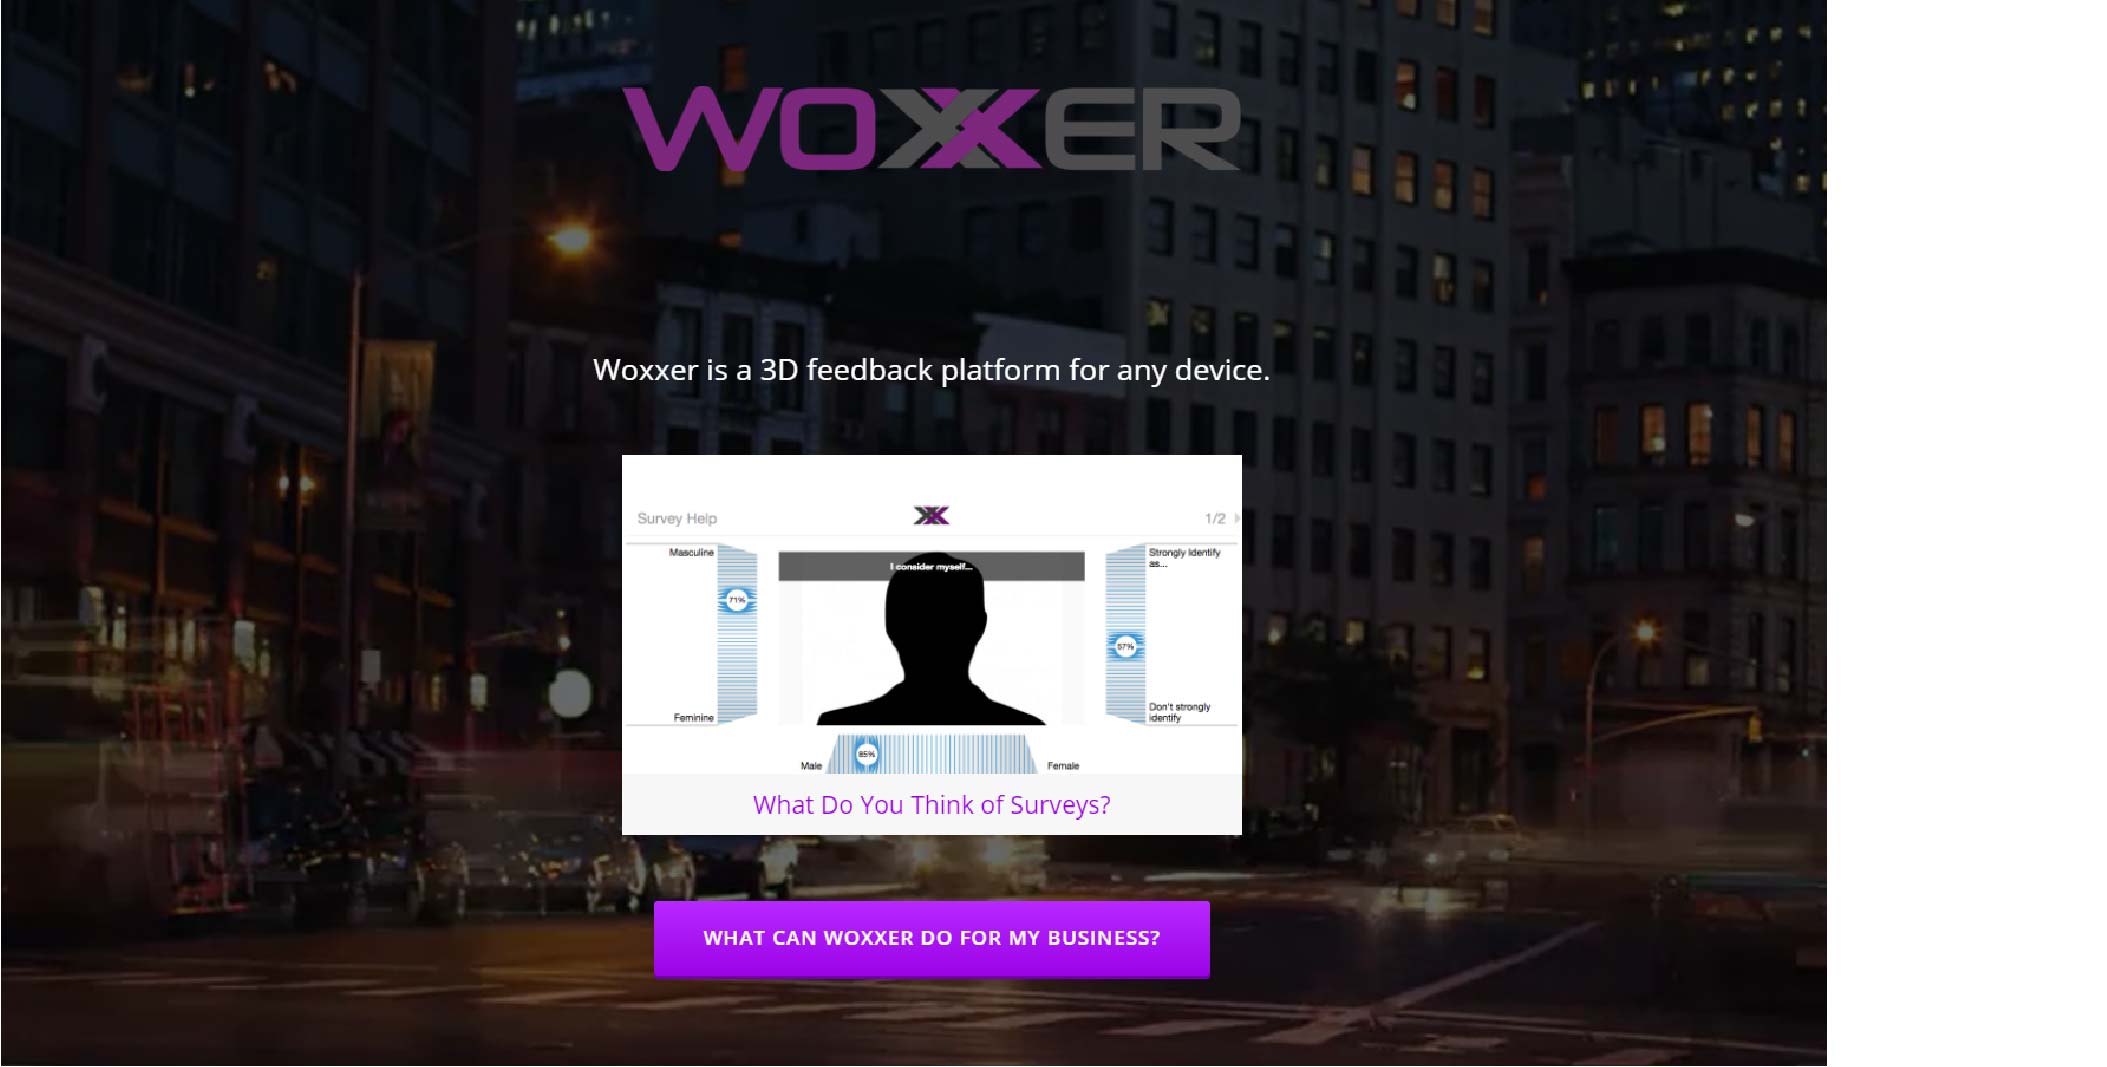 WOXXER
Woxxer is a 3D feedback platform for any device.
Survey Help
1/2
Masculine
I consider myself...
Strongly Identify
as...
71%
57%
Feminine
Don't strongly
identify
Male
85%
Female
What Do You Think of Surveys?
WHAT CAN WOXXER DO FOR MY BUSINESS?